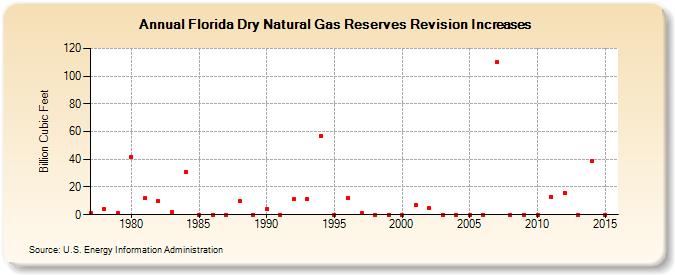 Annual Florida Dry Natural Gas Reserves Revision Increases
Billion Cubic Feet
120
100
80
60
40
20
0
1980 1985 1990 1995 2000 2005 2010 2015
Source: U.S. Energy Information Administration